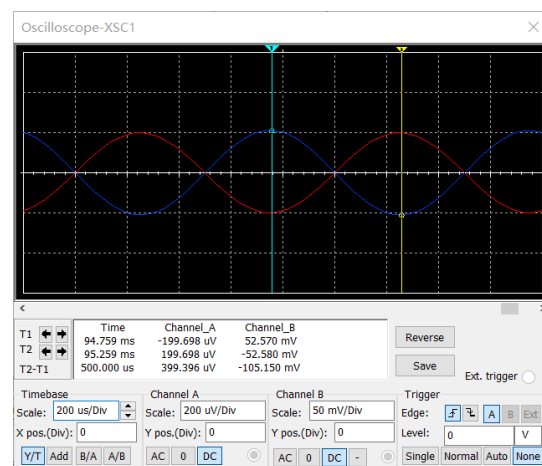 Oscilloscope-XSC1
1 2
Time Channel_A Channel_B
T1 94.759 ms -199.698 uV 52.570 mV
T2 95.259 ms 199.698 uV -52.580 mV
T2-T1 500.000 us 399.396 uV -105.150 mV
Reverse
Save
Ext. trigger
Timebase Channel A Channel B Trigger
Scale: 200 us/Div Scale: 200 uV/Div Scale: 50 mV/Div Edge: A B Ext
X pos.(Div): 0 Y pos.(Div): 0 Y pos.(Div): 0 Level: 0 V
Y/T Add B/A A/B AC 0 DC AC 0 DC - Single Normal Auto None